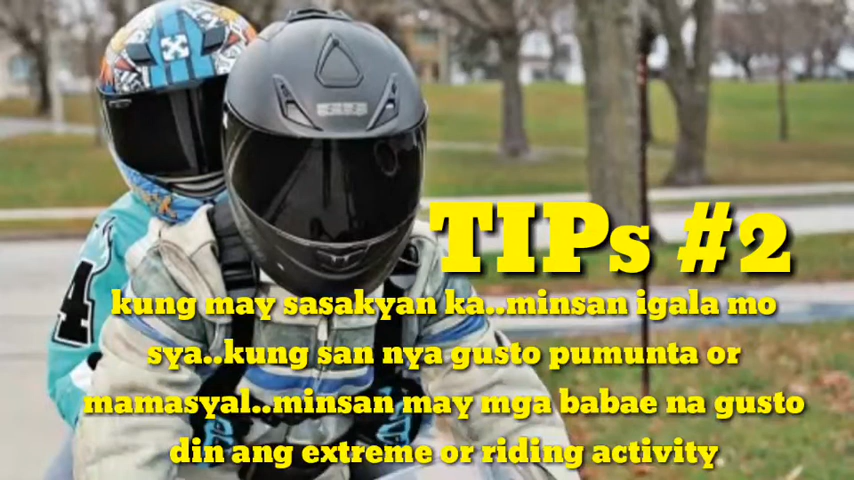 TIPs #2
kung may sasakyan ka..minsan igala mo
sya..kung san nya gusto pumunta or
mamasyal..minsan may mga babae na gusto
din ang extreme or riding activity
4